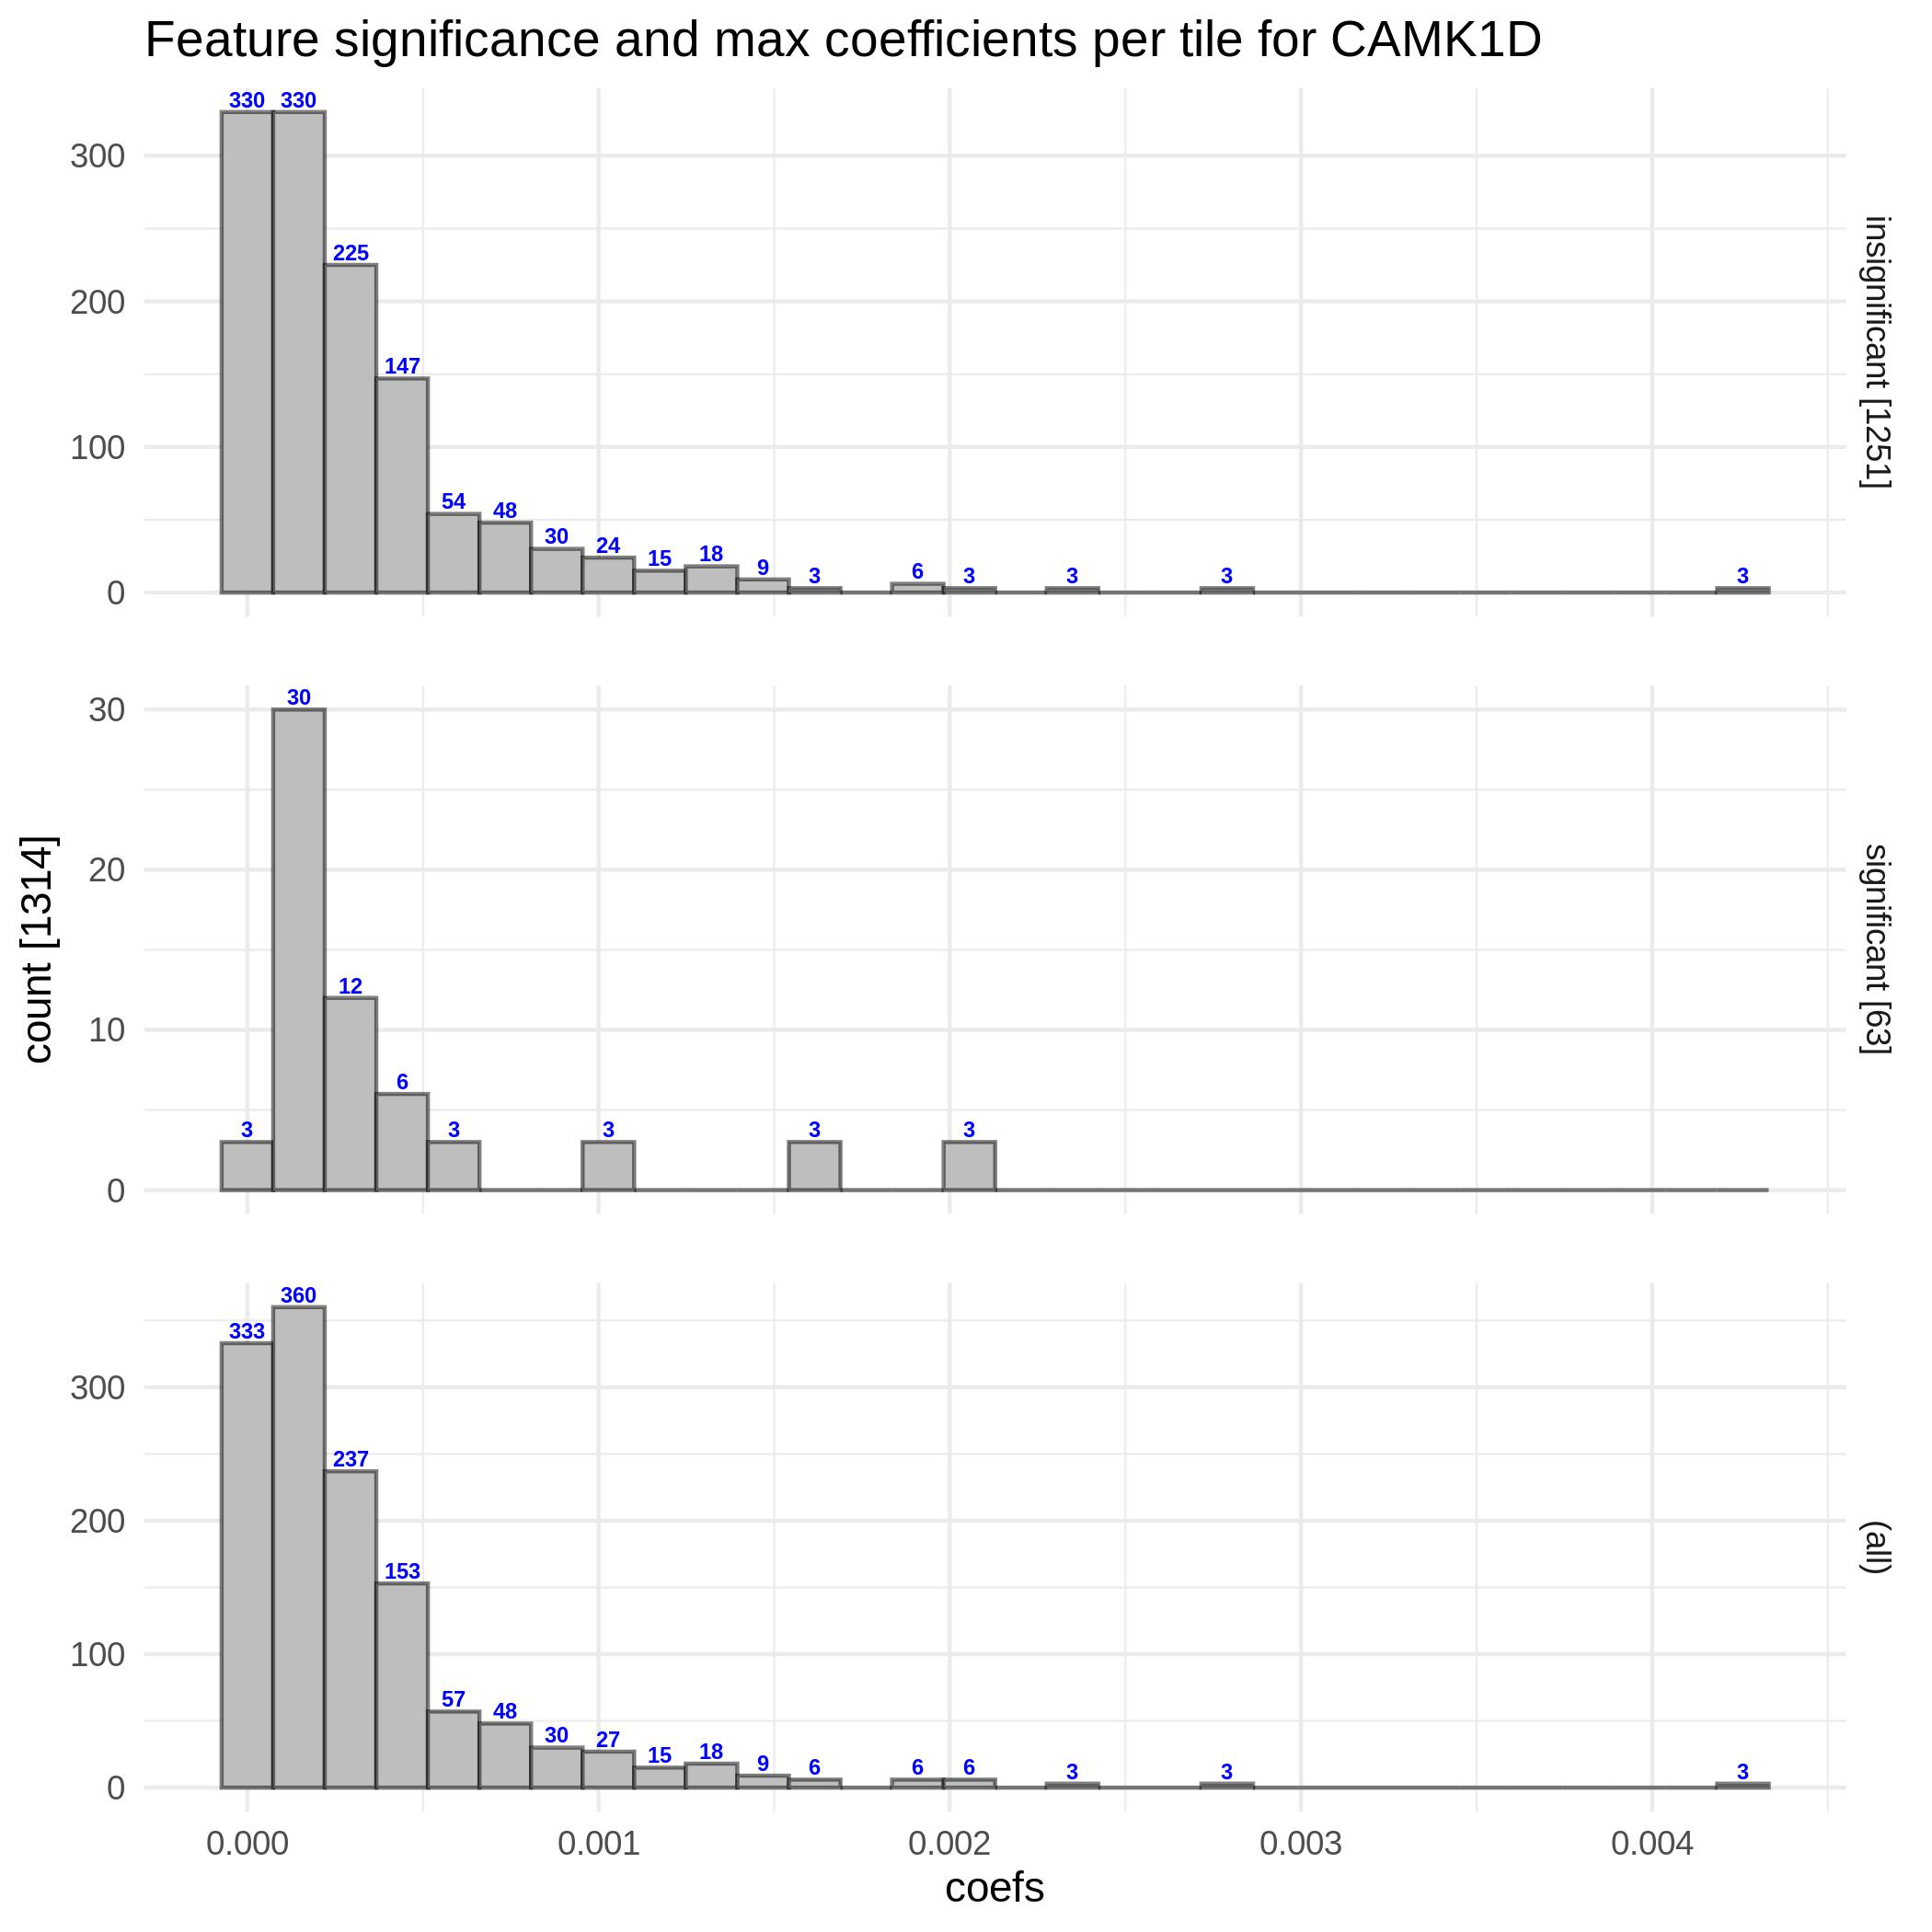 Feature significance and max coefficients per tile for CAMK1D
330 330
300
225
200
147
100
54 48 30 24 15 18 9 3 6 3 3 3 3
0
insignificant [1251]
30
30
20
12
10
6
3 3 3 3 3
0
significant [63]
count [1314]
360
333
300
237
200
153
100
57 48 30 27 15 18 9 6 6 6 3 3 3
0
(all)
0.000 0.001 0.002 0.003 0.004
coefs